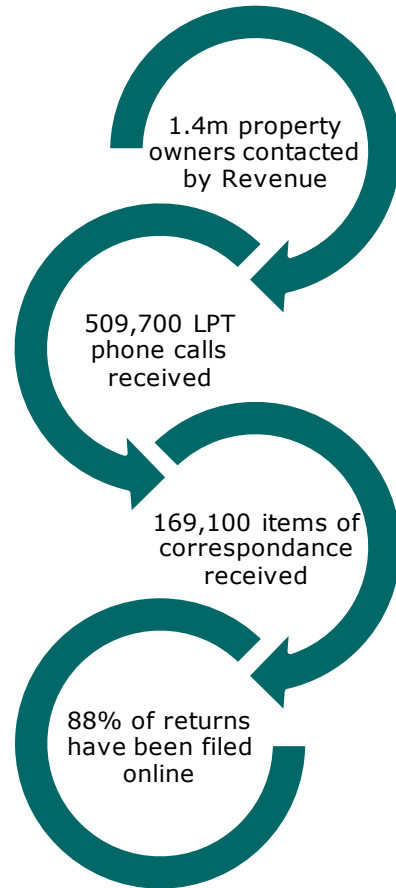 1.4m property
owners contacted
by Revenue
509,700 LPT
phone calls
received
169,100 items of
correspondance
received
88% of returns
have been filed
online